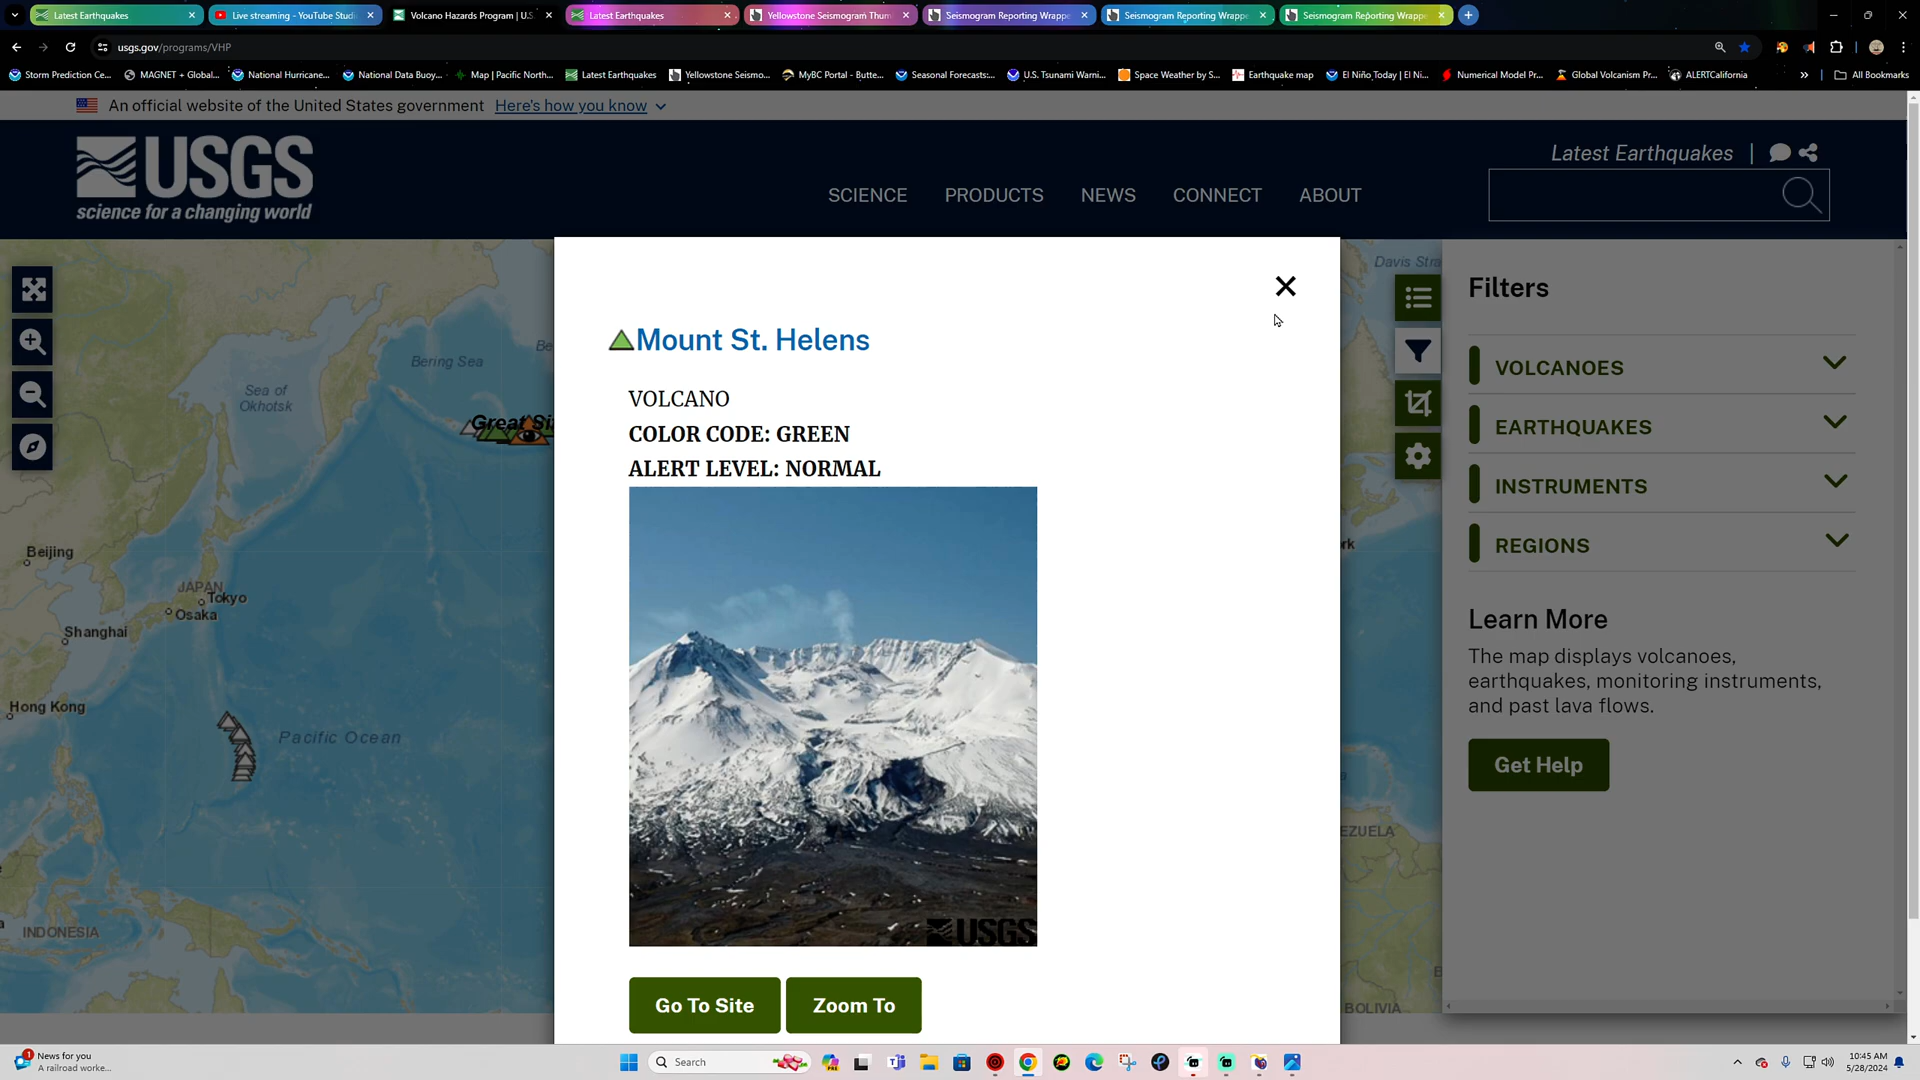 Latest Earthquakes
Live streaming - YouTube Studi
Volcano Hazards Program | U.S.
Latest Earthquakes
Yellowstone Seismogram Thum
Seismogram Reporting Wrappe
Seismogram Reporting Wrappe
Seismogram Reporting Wrappe
usgs.gov/programs/VHP
Storm Prediction Ce...
MAGNET + Global...
National Hurricane...
National Data Buoy...
Map | Pacific North...
Latest Earthquakes
Yellowstone Seismo...
MyBC Portal - Butte...
Seasonal Forecasts:...
U.S. Tsunami Warni...
Space Weather by S...
Earthquake map
El Niño Today | El Ni...
Numerical Model Pr...
Global Volcanism Pr...
ALERTCalifornia
All Bookmarks
An official website of the United States government Here's how you know
USGS
science for a changing world
SCIENCE
PRODUCTS
NEWS
CONNECT
ABOUT
Latest Earthquakes
Bering Sea
Be
Sea of
Okhotsk
Great Si
Beijing
JAPAN
Tokyo
Osaka
Shanghai
Hong Kong
Pacific Ocean
INDONESIA
Davis Stra
rk
EZUELA
BOLIVIA
Mount St. Helens
VOLCANO
COLOR CODE: GREEN
ALERT LEVEL: NORMAL
USGS
Go To Site
Zoom To
Filters
VOLCANOES
EARTHQUAKES
INSTRUMENTS
REGIONS
Learn More
The map displays volcanoes,
earthquakes, monitoring instruments,
and past lava flows.
Get Help
1
News for you
A railroad worke...
Search
PRE
10:45 AM
5/28/2024